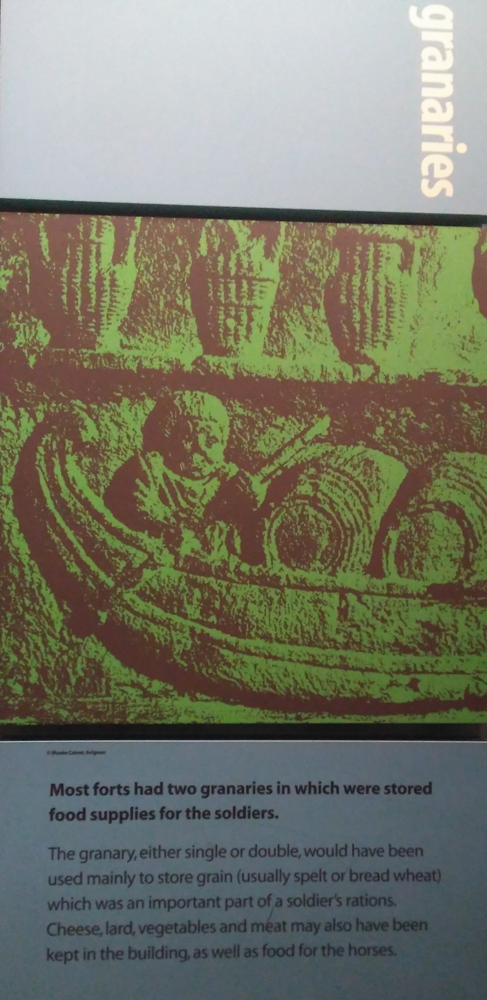 granaries
© Musée Calvet, Avignon
Most forts had two granaries in which were stored
food supplies for the soldiers.
The granary, either single or double, would have been
used mainly to store grain (usually spelt or bread wheat)
which was an important part of a soldier's rations.
Cheese, lard, vegetables and meat may also have been
kept in the building, as well as food for the horses.